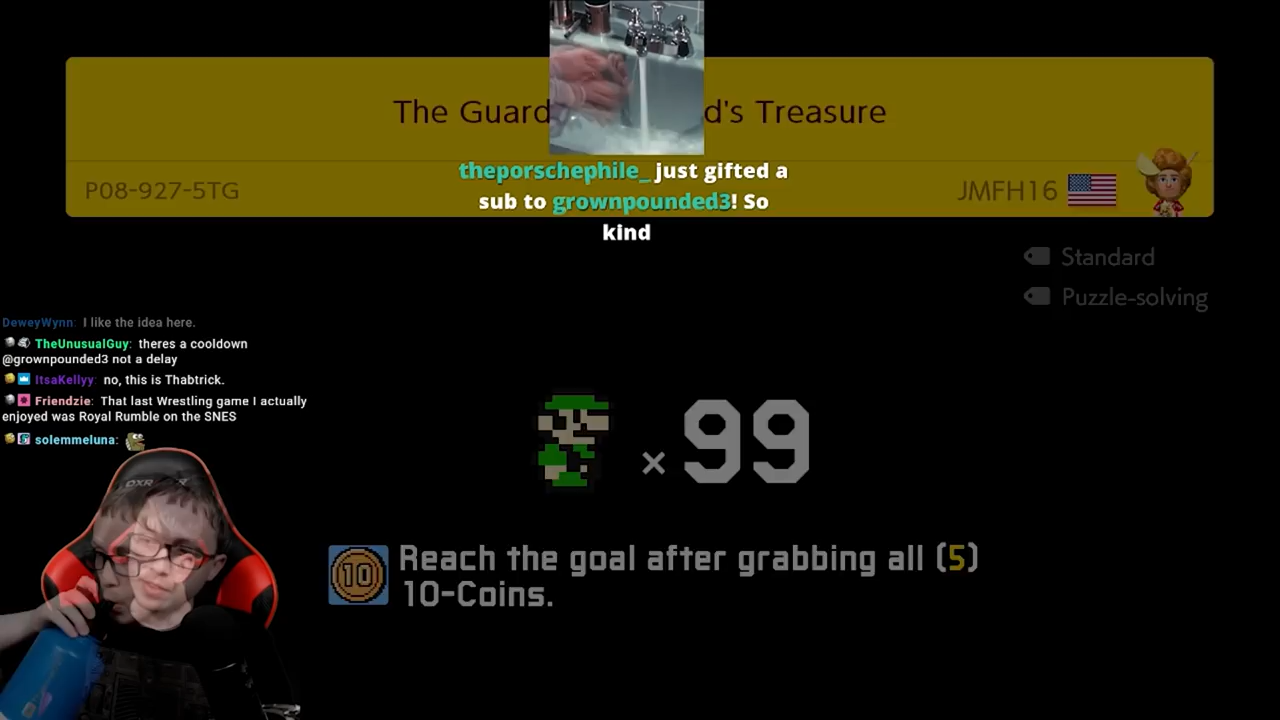 The Guard d's Treasure
theporschephile_ just gifted a
sub to grownpounded3! So
kind
P08-927-5TG
JMFH16
Standard
Puzzle-solving
DeweyWynn: I like the idea here.
TheUnusualGuy: theres a cooldown
@grownpounded3 not a delay
ItsaKellyy: no, this is Thabtrick.
Friendzie: That last Wrestling game I actually
enjoyed was Royal Rumble on the SNES
solemmeluna:
× 99
10 Reach the goal after grabbing all (5)
10-Coins.